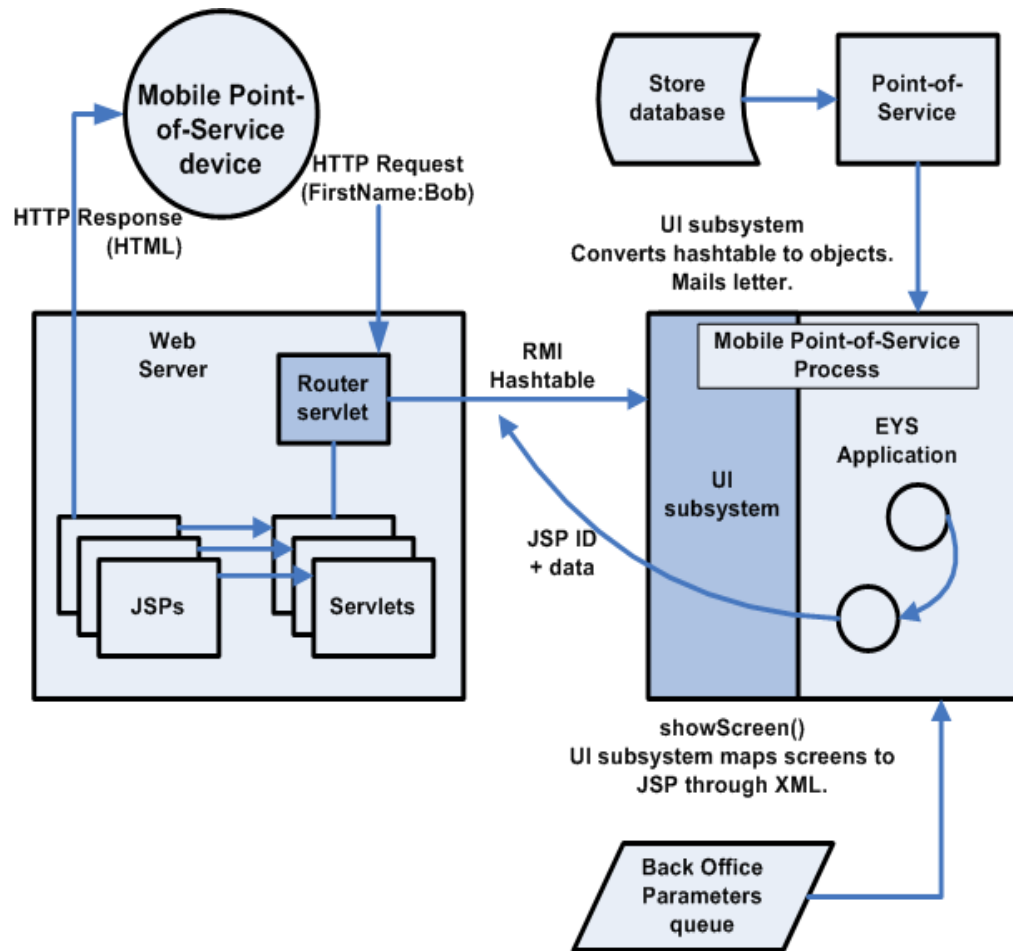 Mobile Point-
of-Service
device
HTTP Request
(FirstName:Bob)
HTTP Response
(HTML)
Store
database
Point-of-
Service
UI subsystem
Converts hashtable to objects.
Mails letter.
Web
Server
Router
servlet
RMI
Hashtable
Mobile Point-of-Service
Process
EYS
Application
UI
subsystem
JSP ID
+ data
JSPs
Servlets
showScreen()
UI subsystem maps screens to
JSP through XML.
Back Office
Parameters
queue